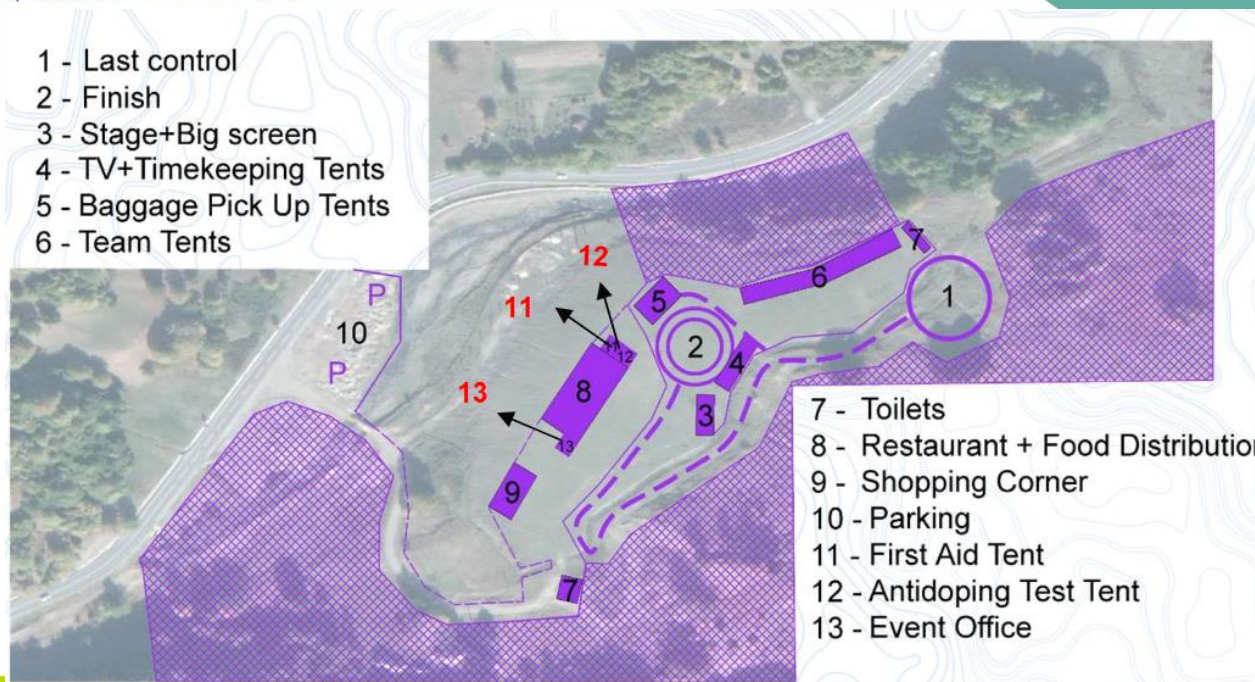 1 - Last control
2 - Finish
3 - Stage+Big screen
4 - TV+Timekeeping Tents
5 - Baggage Pick Up Tents
6 - Team Tents
12
11
13
P
10
P
5
6
7
1
2
4
3
11
12
8
13
9
7
7 - Toilets
8 - Restaurant + Food Distribution
9 - Shopping Corner
10 - Parking
11 - First Aid Tent
12 - Antidoping Test Tent
13 - Event Office